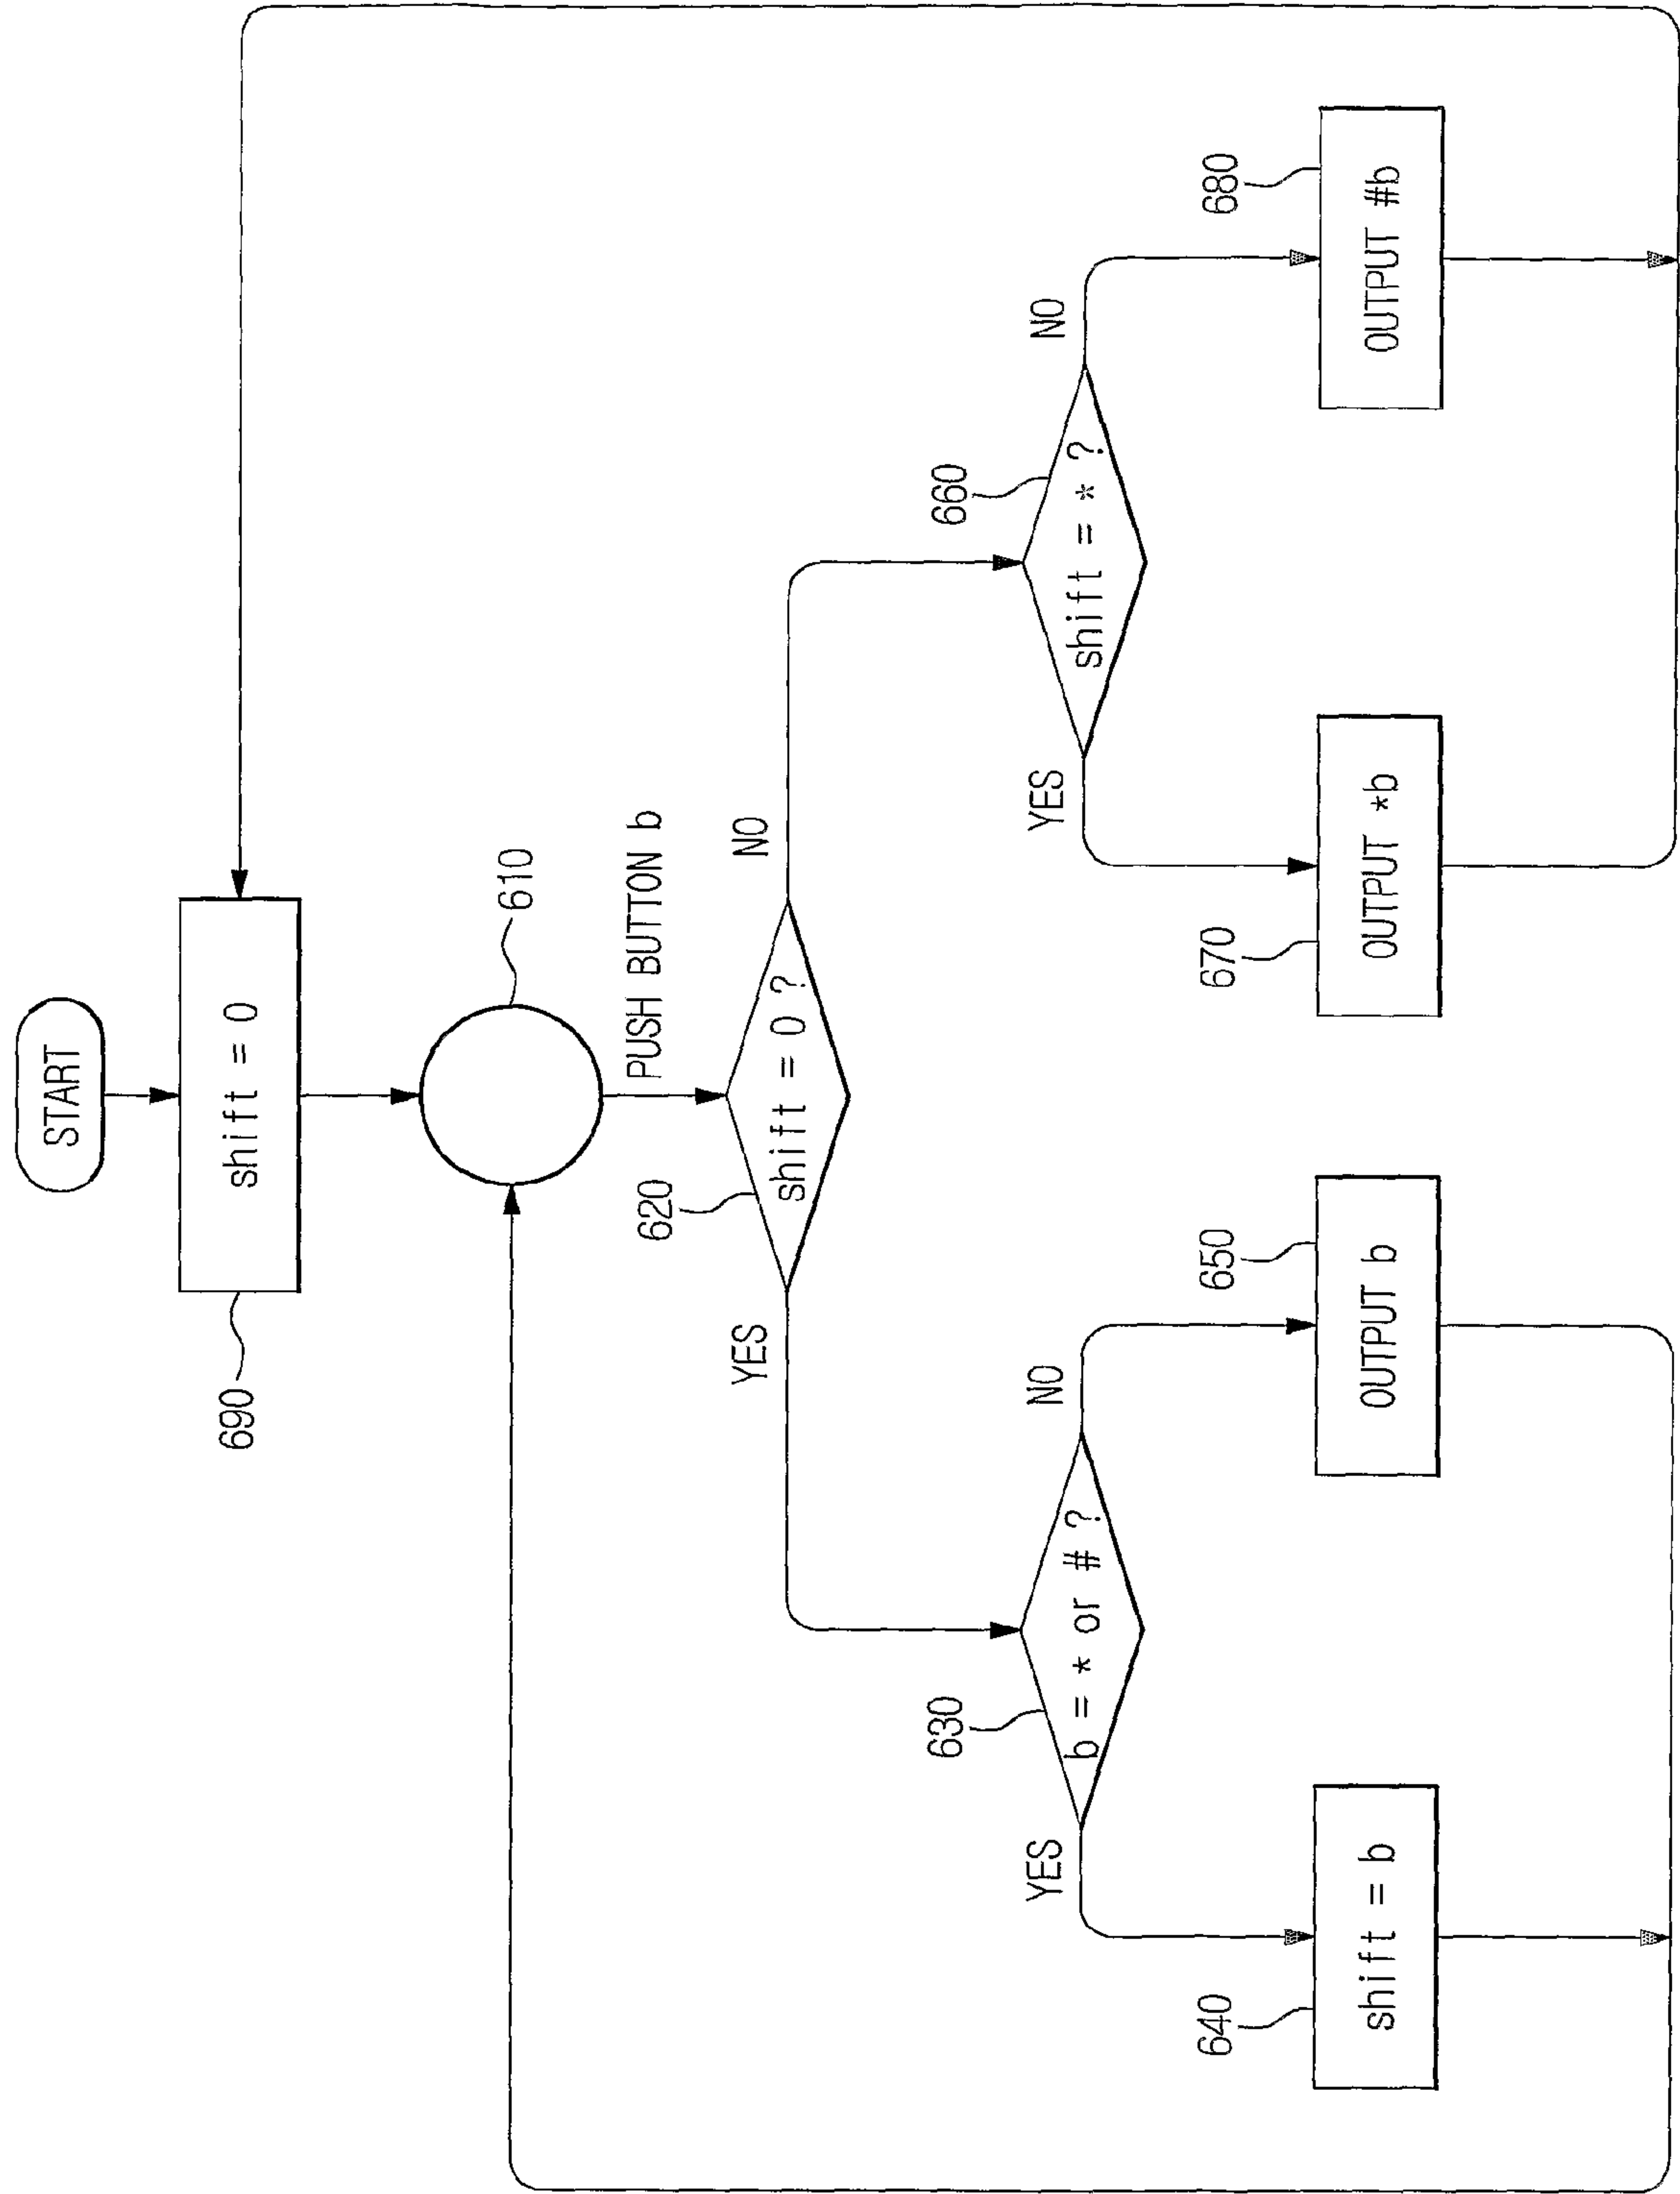 START
shift = 0
690
610
PUSH BUTTON b
620
shift = 0 ?
YES
NO
630
b = * or # ?
YES
NO
660
shift = * ?
YES
NO
640
shift = b
650
OUTPUT b
670
OUTPUT *b
680
OUTPUT #b